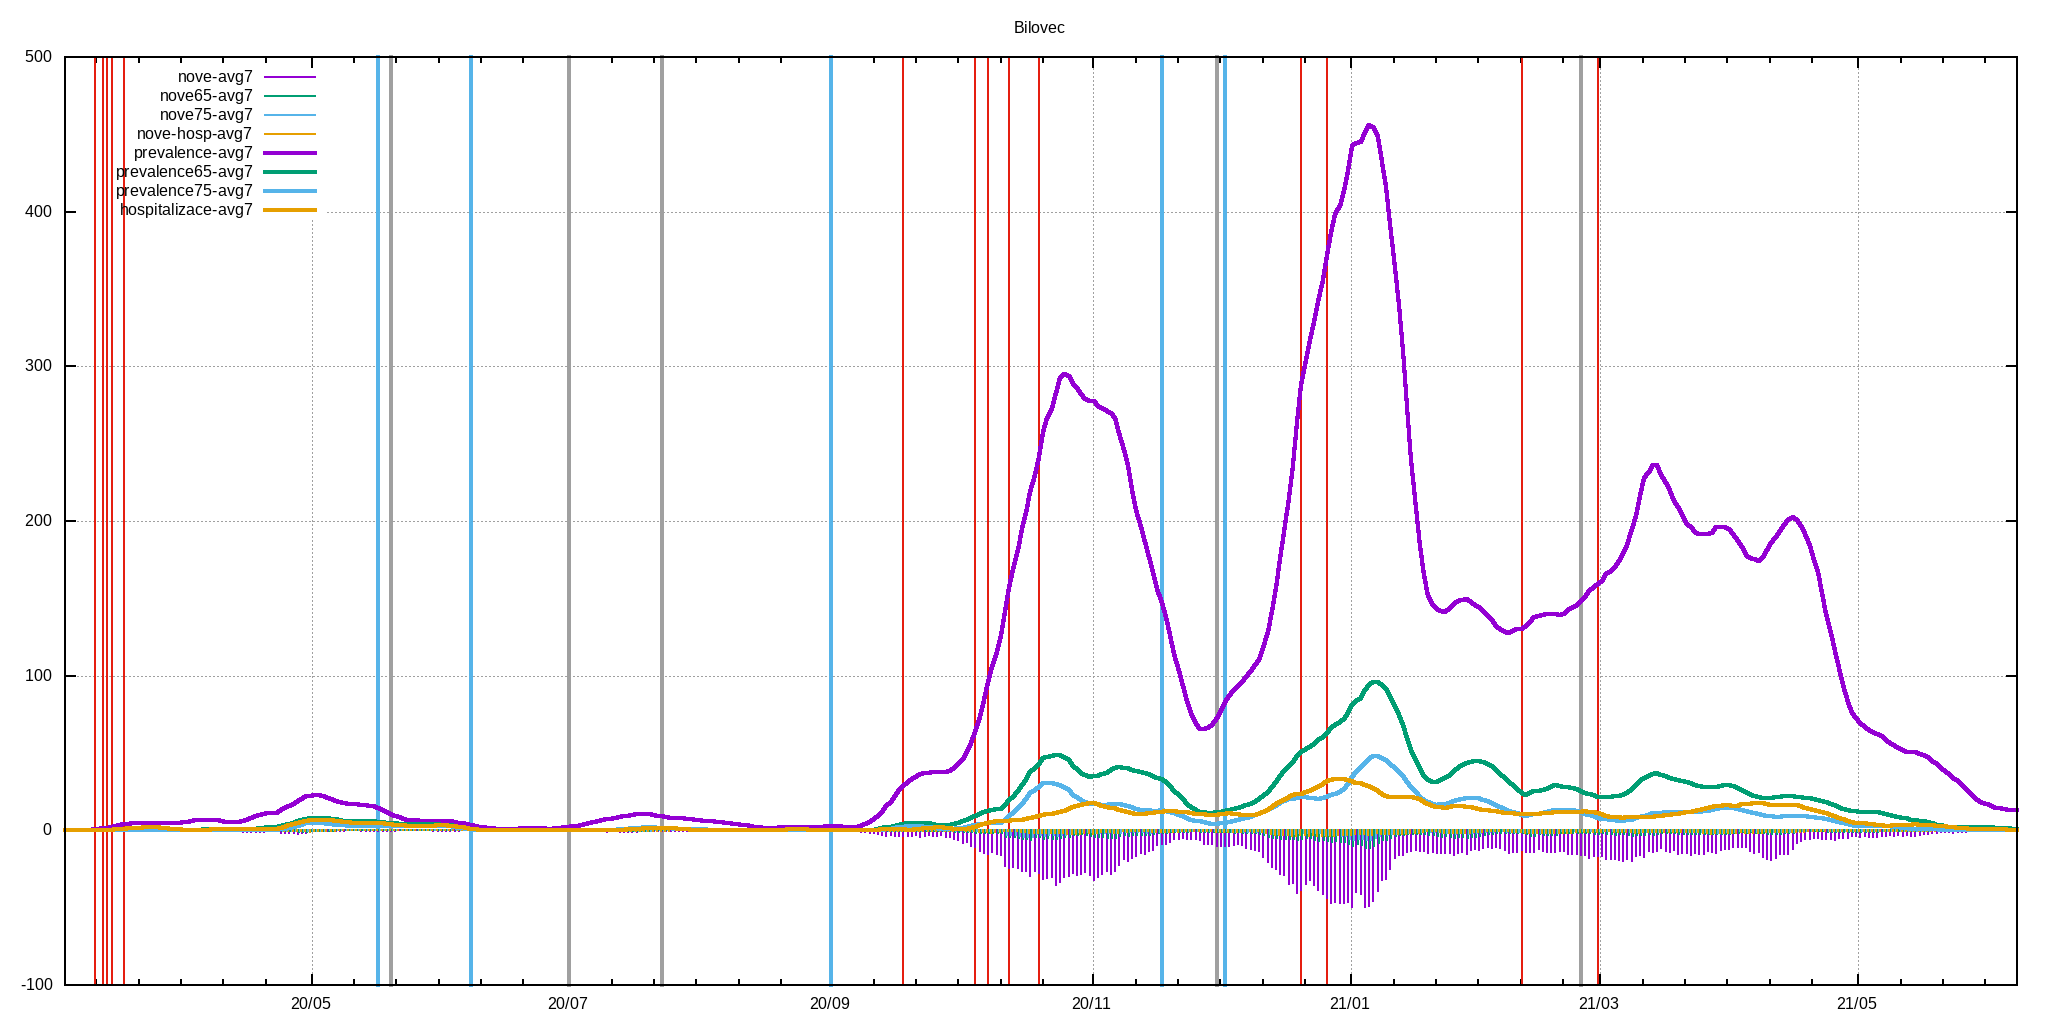 Bilovec
500
nove-avg7
nove65-avg7
nove75-avg7
nove-hosp-avg7
prevalence-avg7
prevalence65-avg7
prevalence75-avg7
hospitalizace-avg7
400
300
200
100
0
-100
20/05 20/07 20/09 20/11 21/01 21/03 21/05